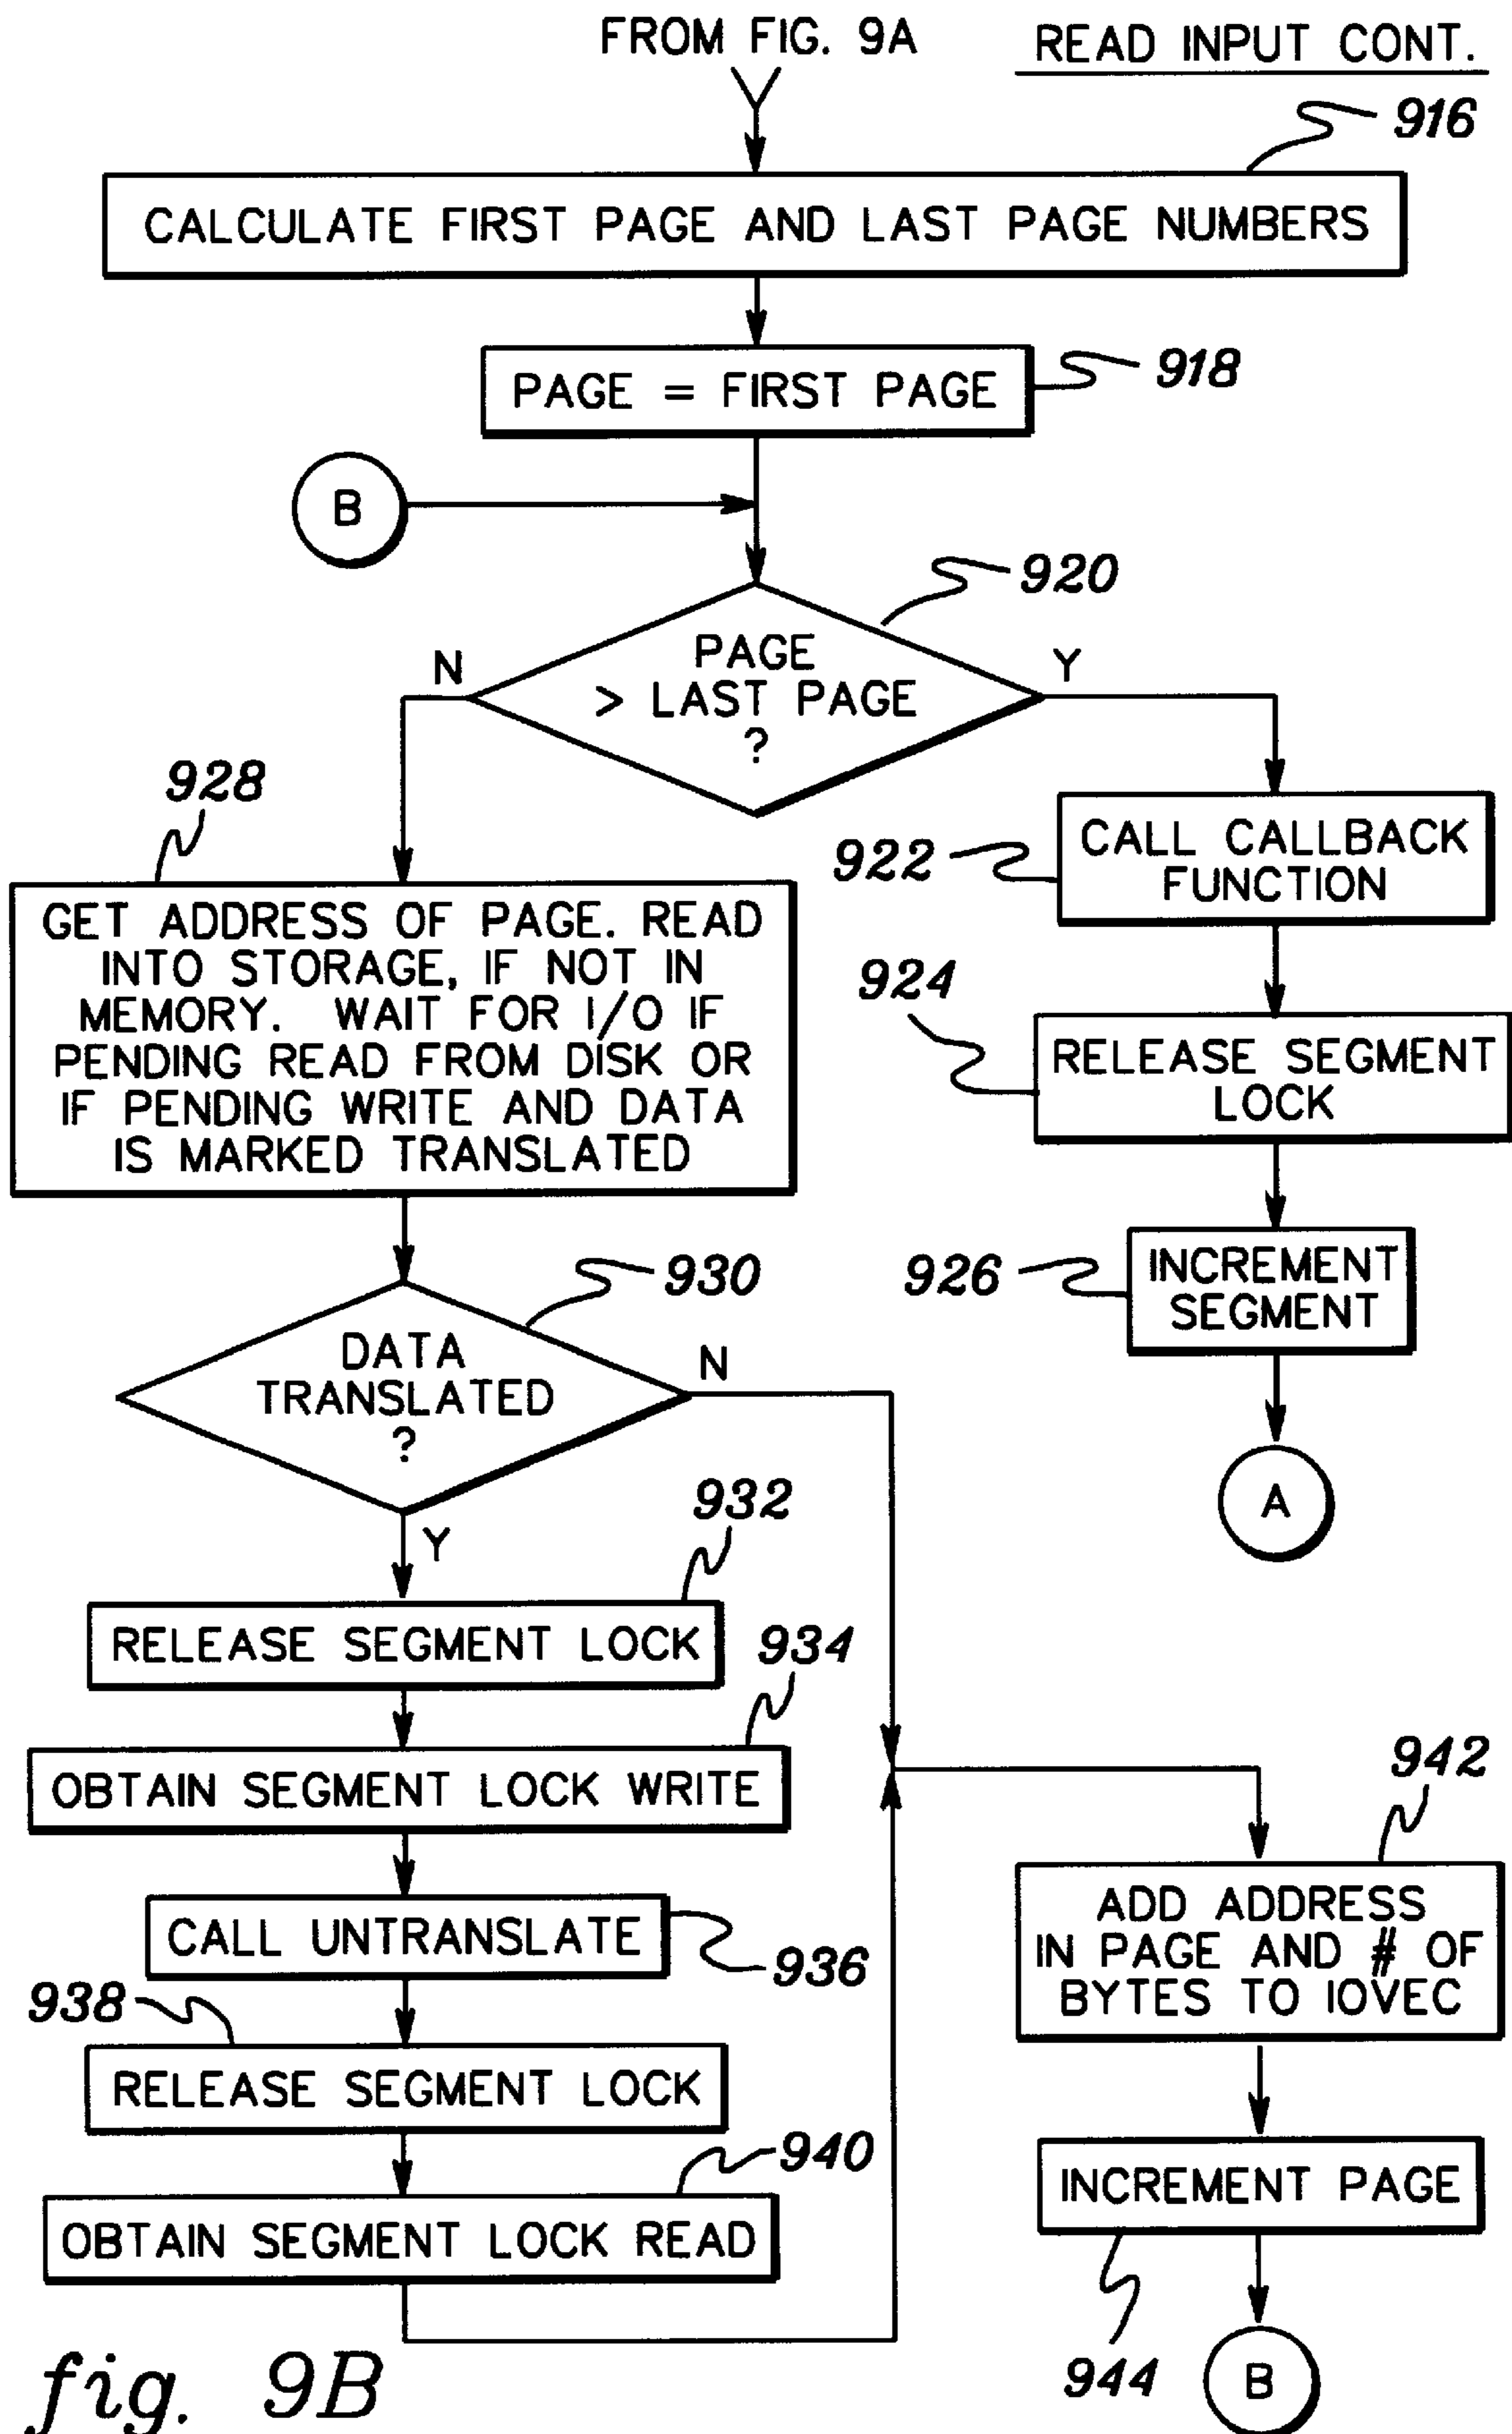 FROM FIG. 9A
READ INPUT CONT.
916
CALCULATE FIRST PAGE AND LAST PAGE NUMBERS
PAGE = FIRST PAGE
918
B
920
PAGE
> LAST PAGE
?
N
Y
928
GET ADDRESS OF PAGE. READ
INTO STORAGE, IF NOT IN
MEMORY. WAIT FOR I/O IF
PENDING READ FROM DISK OR
IF PENDING WRITE AND DATA
IS MARKED TRANSLATED
922
CALL CALLBACK
FUNCTION
924
RELEASE SEGMENT
LOCK
926
INCREMENT
SEGMENT
A
930
DATA
TRANSLATED
?
N
Y
932
RELEASE SEGMENT LOCK
934
OBTAIN SEGMENT LOCK WRITE
CALL UNTRANSLATE
936
938
RELEASE SEGMENT LOCK
940
OBTAIN SEGMENT LOCK READ
942
ADD ADDRESS
IN PAGE AND # OF
BYTES TO IOVEC
INCREMENT PAGE
944
B
fig. 9B